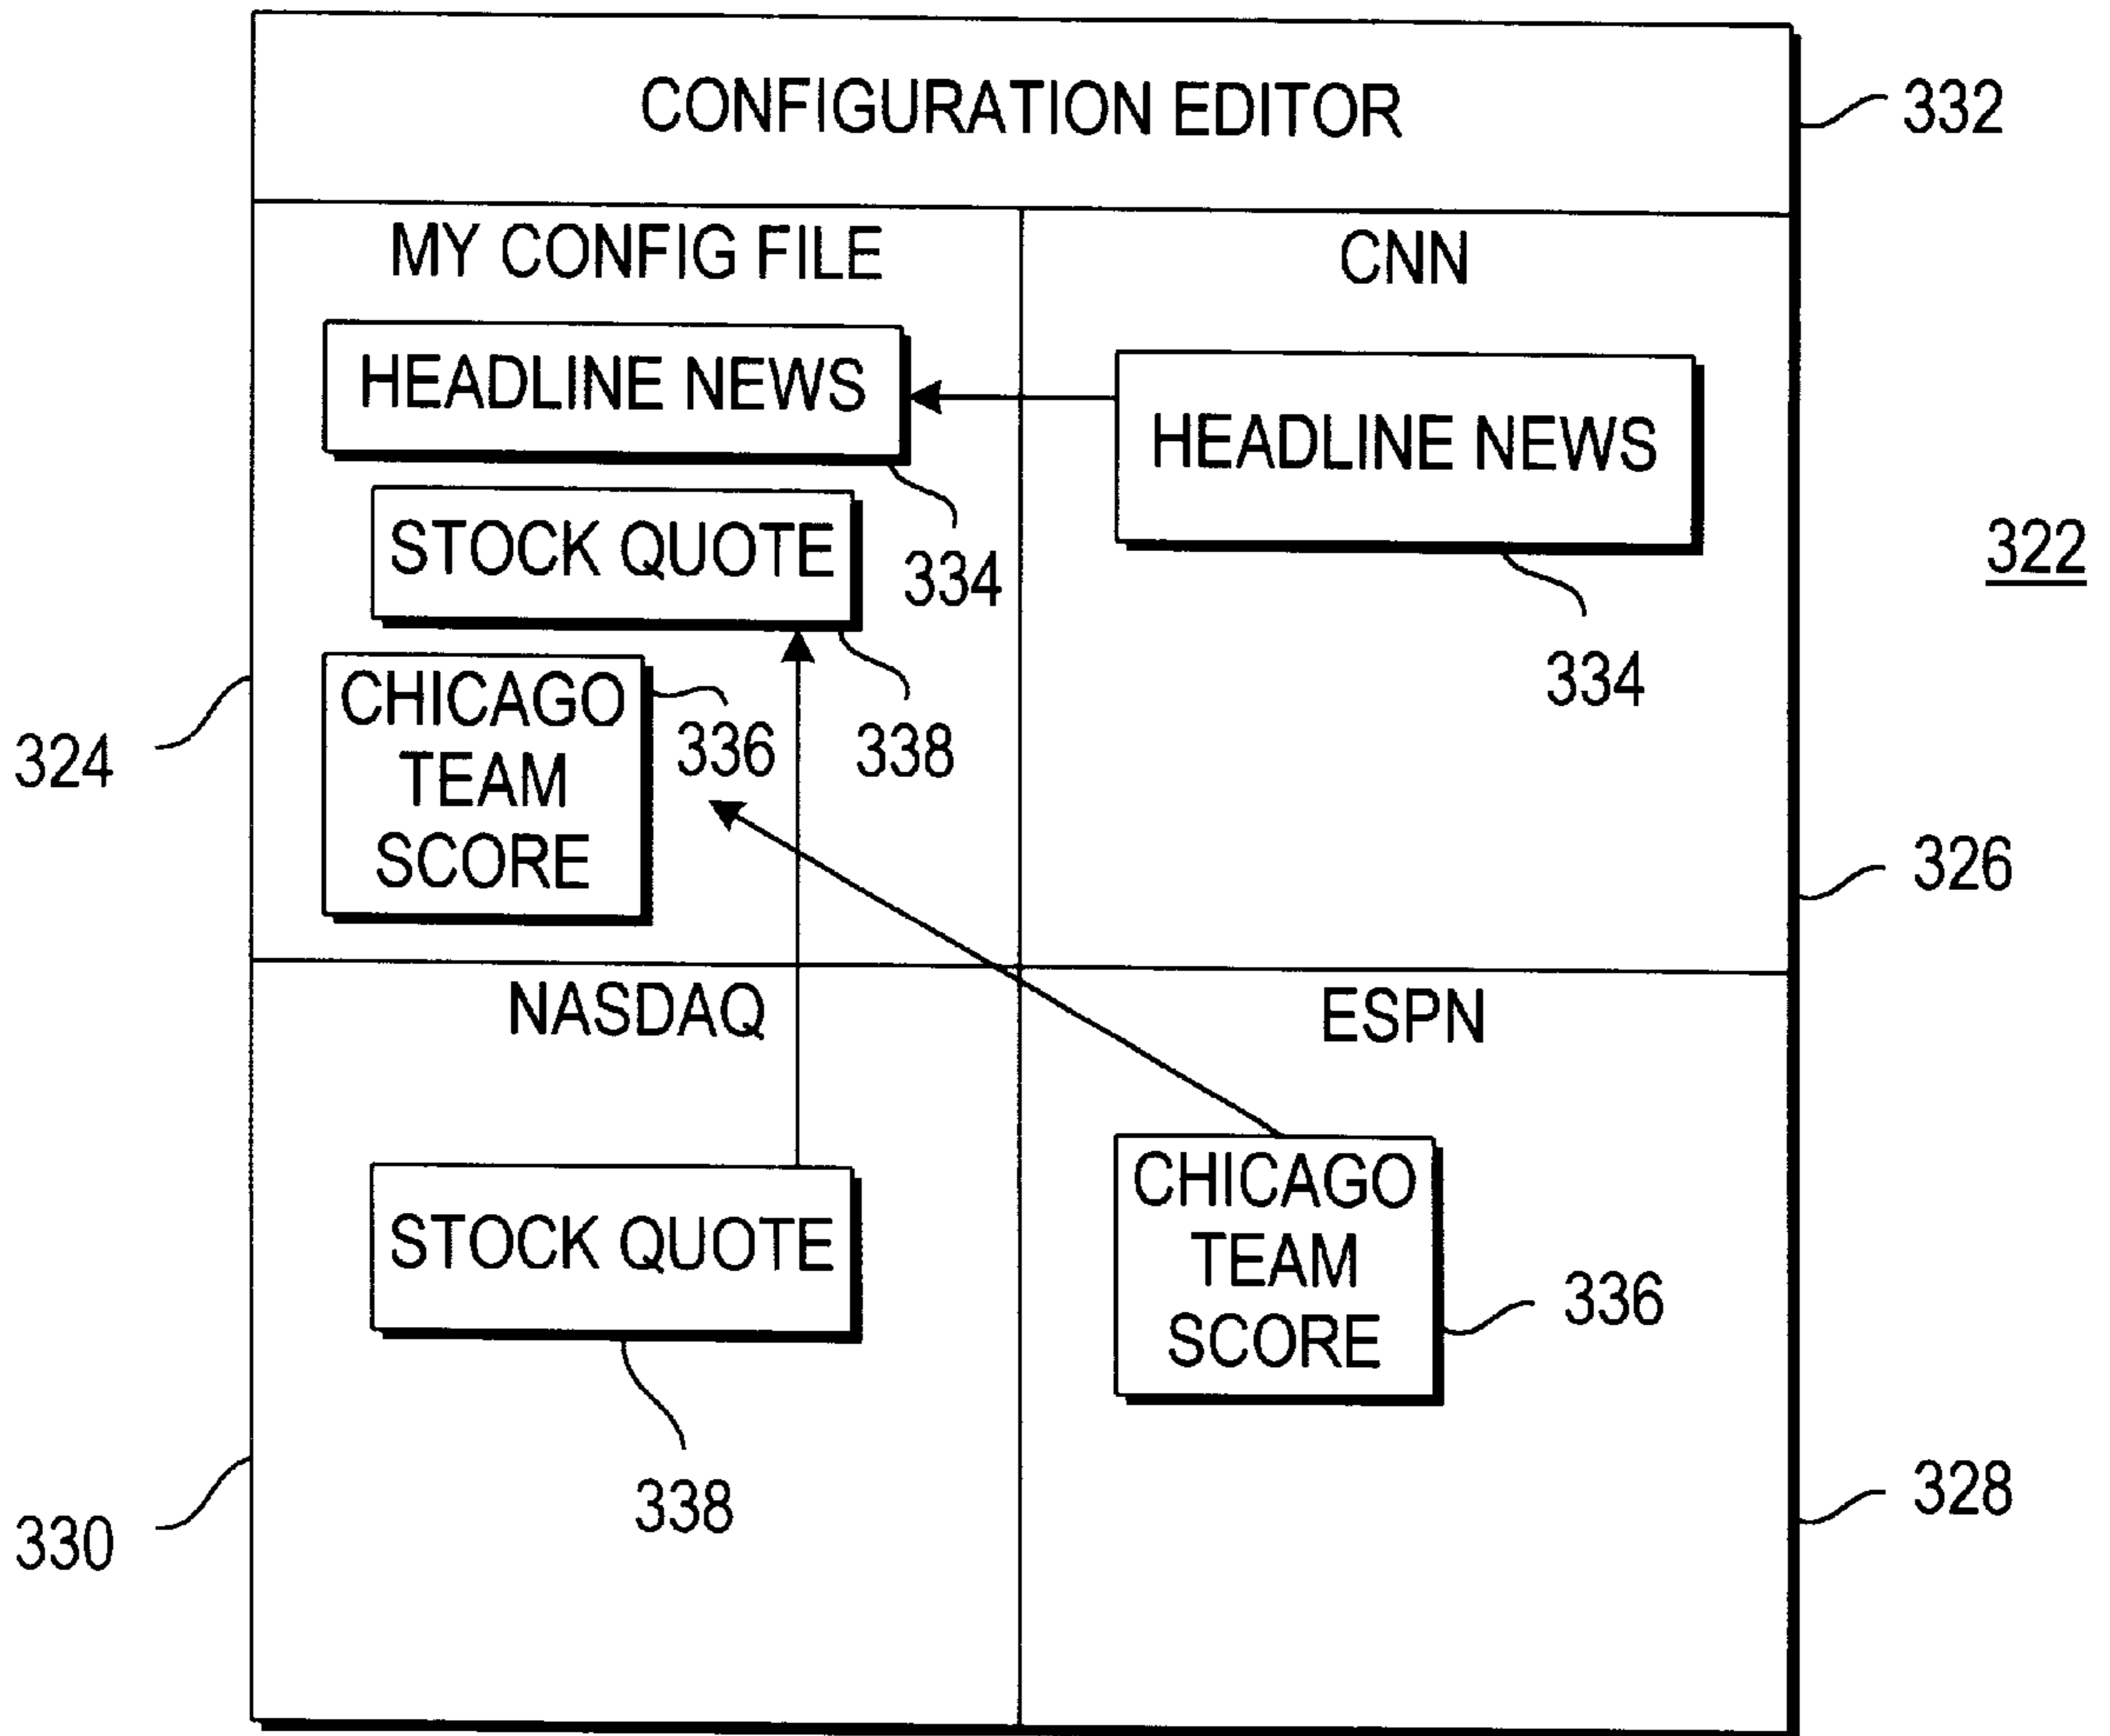 CONFIGURATION EDITOR
332
MY CONFIG FILE
CNN
HEADLINE NEWS
HEADLINE NEWS
STOCK QUOTE
334
322
334
CHICAGO
TEAM
SCORE
336
338
324
326
NASDAQ
ESPN
STOCK QUOTE
CHICAGO
TEAM
SCORE
336
338
328
330